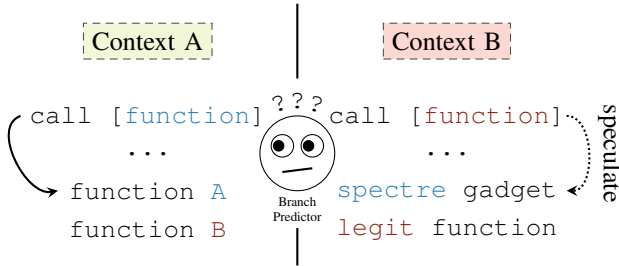 Context A
Context B
? ? ?
call [function]
call [function]
...
...
speculate
function A
spectre gadget
Branch
Predictor
function B
legit function